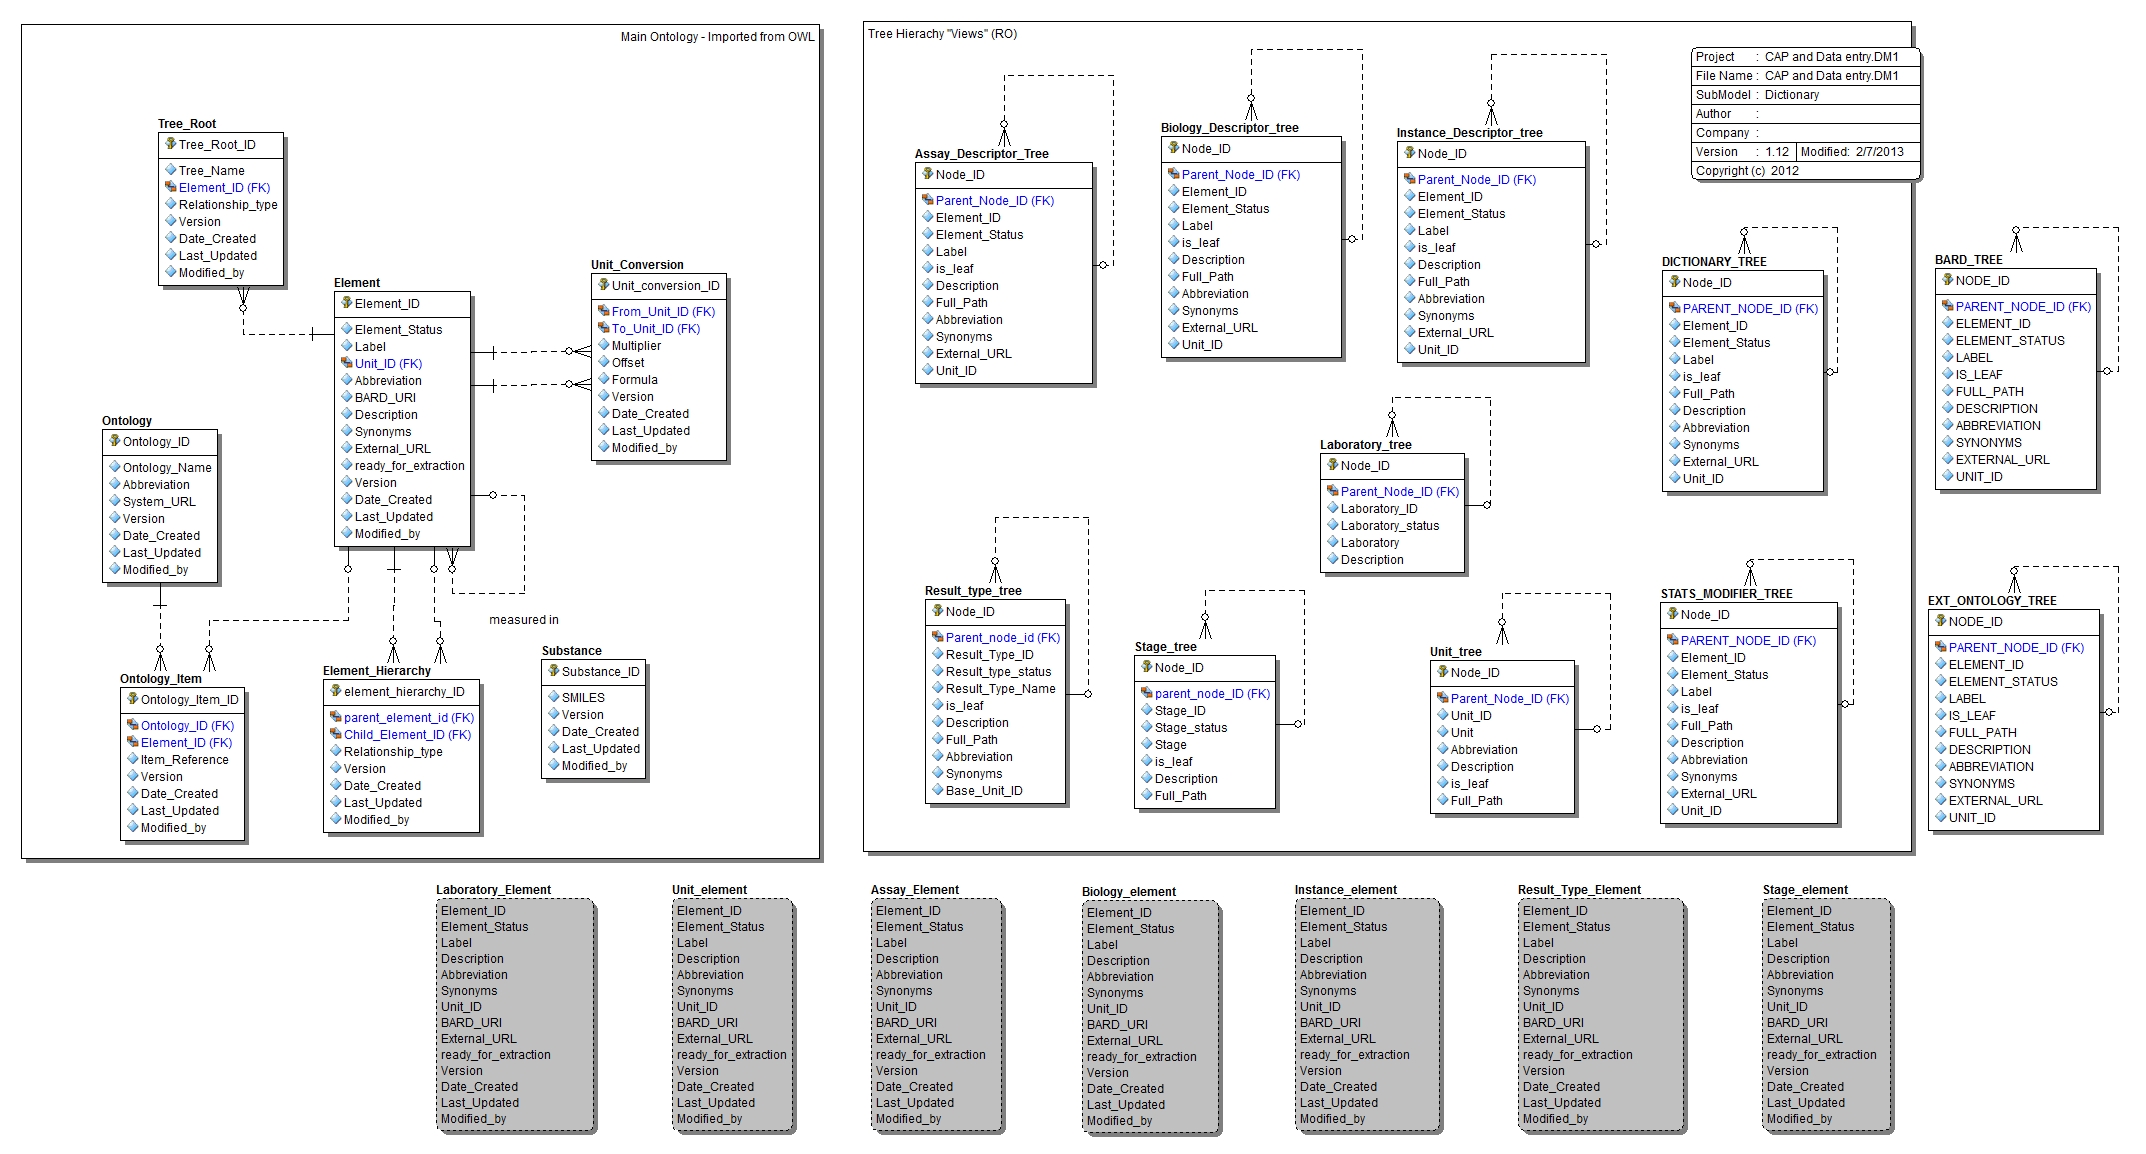 Main Ontology - Imported from OWL
Tree_Root
Tree_Root_ID
Tree_Name
Element_ID (FK)
Relationship_type
Version
Date_Created
Last_Updated
Modified_by
Element
Element_ID
Element_Status
Label
Unit_ID (FK)
Abbreviation
BARD_URI
Description
Synonyms
External_URL
ready_for_extraction
Version
Date_Created
Last_Updated
Modified_by
Unit_Conversion
Unit_conversion_ID
From_Unit_ID (FK)
To_Unit_ID (FK)
Multiplier
Offset
Formula
Version
Date_Created
Last_Updated
Modified_by
Ontology
Ontology_ID
Ontology_Name
Abbreviation
System_URL
Version
Date_Created
Last_Updated
Modified_by
measured in
Ontology_Item
Ontology_Item_ID
Ontology_ID (FK)
Element_ID (FK)
Item_Reference
Version
Date_Created
Last_Updated
Modified_by
Element_Hierarchy
element_hierarchy_ID
parent_element_id (FK)
Child_Element_ID (FK)
Relationship_type
Version
Date_Created
Last_Updated
Modified_by
Substance
Substance_ID
SMILES
Version
Date_Created
Last_Updated
Modified_by
Tree Hierachy "Views" (RO)
Project : CAP and Data entry.DM1
File Name : CAP and Data entry.DM1
SubModel : Dictionary
Author :
Company :
Version : 1.12 Modified: 2/7/2013
Copyright (c) 2012
Assay_Descriptor_Tree
Node_ID
Parent_Node_ID (FK)
Element_ID
Element_Status
Label
is_leaf
Description
Full_Path
Abbreviation
Synonyms
External_URL
Unit_ID
Biology_Descriptor_tree
Node_ID
Parent_Node_ID (FK)
Element_ID
Element_Status
Label
is_leaf
Description
Full_Path
Abbreviation
Synonyms
External_URL
Unit_ID
Instance_Descriptor_tree
Node_ID
Parent_Node_ID (FK)
Element_ID
Element_Status
Label
is_leaf
Description
Full_Path
Abbreviation
Synonyms
External_URL
Unit_ID
DICTIONARY_TREE
Node_ID
PARENT_NODE_ID (FK)
Element_ID
Element_Status
Label
is_leaf
Full_Path
Description
Abbreviation
Synonyms
External_URL
Unit_ID
BARD_TREE
NODE_ID
PARENT_NODE_ID (FK)
ELEMENT_ID
ELEMENT_STATUS
LABEL
IS_LEAF
FULL_PATH
DESCRIPTION
ABBREVIATION
SYNONYMS
EXTERNAL_URL
UNIT_ID
Laboratory_tree
Node_ID
Parent_Node_ID (FK)
Laboratory_ID
Laboratory_status
Laboratory
Description
Result_type_tree
Node_ID
Parent_node_id (FK)
Result_Type_ID
Result_type_status
Result_Type_Name
is_leaf
Description
Full_Path
Abbreviation
Synonyms
Base_Unit_ID
Stage_tree
Node_ID
parent_node_ID (FK)
Stage_ID
Stage_status
Stage
is_leaf
Description
Full_Path
Unit_tree
Node_ID
Parent_Node_ID (FK)
Unit_ID
Unit
Abbreviation
Description
is_leaf
Full_Path
STATS_MODIFIER_TREE
Node_ID
PARENT_NODE_ID (FK)
Element_ID
Element_Status
Label
is_leaf
Full_Path
Description
Abbreviation
Synonyms
External_URL
Unit_ID
EXT_ONTOLOGY_TREE
NODE_ID
PARENT_NODE_ID (FK)
ELEMENT_ID
ELEMENT_STATUS
LABEL
IS_LEAF
FULL_PATH
DESCRIPTION
ABBREVIATION
SYNONYMS
EXTERNAL_URL
UNIT_ID
Laboratory_Element
Element_ID
Element_Status
Label
Description
Abbreviation
Synonyms
Unit_ID
BARD_URI
External_URL
ready_for_extraction
Version
Date_Created
Last_Updated
Modified_by
Unit_element
Element_ID
Element_Status
Label
Description
Abbreviation
Synonyms
Unit_ID
BARD_URI
External_URL
ready_for_extraction
Version
Date_Created
Last_Updated
Modified_by
Assay_Element
Element_ID
Element_Status
Label
Description
Abbreviation
Synonyms
Unit_ID
BARD_URI
External_URL
ready_for_extraction
Version
Date_Created
Last_Updated
Modified_by
Biology_element
Element_ID
Element_Status
Label
Description
Abbreviation
Synonyms
Unit_ID
BARD_URI
External_URL
ready_for_extraction
Version
Date_Created
Last_Updated
Modified_by
Instance_element
Element_ID
Element_Status
Label
Description
Abbreviation
Synonyms
Unit_ID
BARD_URI
External_URL
ready_for_extraction
Version
Date_Created
Last_Updated
Modified_by
Result_Type_Element
Element_ID
Element_Status
Label
Description
Abbreviation
Synonyms
Unit_ID
BARD_URI
External_URL
ready_for_extraction
Version
Date_Created
Last_Updated
Modified_by
Stage_element
Element_ID
Element_Status
Label
Description
Abbreviation
Synonyms
Unit_ID
BARD_URI
External_URL
ready_for_extraction
Version
Date_Created
Last_Updated
Modified_by